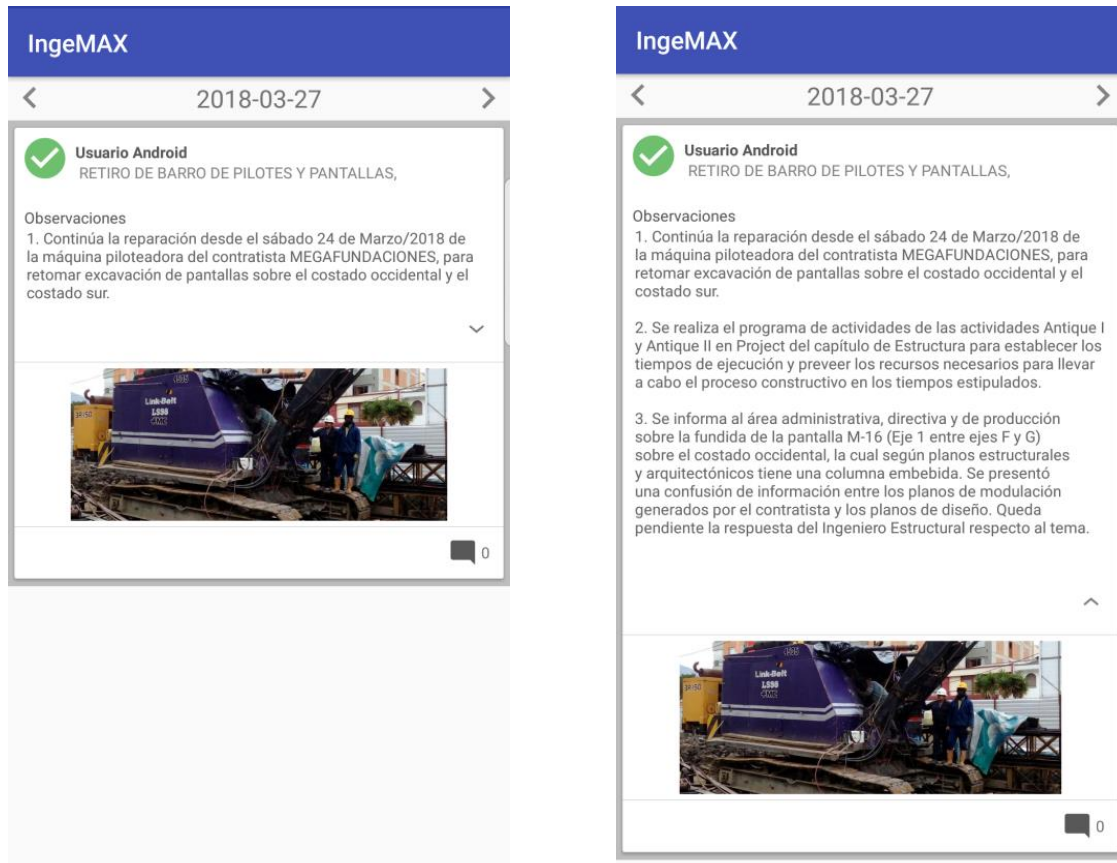 IngeMAX
2018-03-27
Usuario Android
RETIRO DE BARRO DE PILOTES Y PANTALLAS,
Observaciones
1. Continúa la reparación desde el sábado 24 de Marzo/2018 de
la máquina piloteadora del contratista MEGAFUNDACIONES, para
retomar excavación de pantallas sobre el costado occidental y el
costado sur.
Link-Belt
LS98
0
IngeMAX
2018-03-27
Usuario Android
RETIRO DE BARRO DE PILOTES Y PANTALLAS,
Observaciones
1. Continúa la reparación desde el sábado 24 de Marzo/2018 de
la máquina piloteadora del contratista MEGAFUNDACIONES, para
retomar excavación de pantallas sobre el costado occidental y el
costado sur.
2. Se realiza el programa de actividades de las actividades Antique I
y Antique II en Project del capítulo de Estructura para establecer los
tiempos de ejecución y preveer los recursos necesarios para llevar
a cabo el proceso constructivo en los tiempos estipulados.
3. Se informa al área administrativa, directiva y de producción
sobre la fundida de la pantalla M-16 (Eje 1 entre ejes F y G)
sobre el costado occidental, la cual según planos estructurales
y arquitectónicos tiene una columna embebida. Se presentó
una confusión de información entre los planos de modulación
generados por el contratista y los planos de diseño. Queda
pendiente la respuesta del Ingeniero Estructural respecto al tema.
Link-Belt
LS98
0